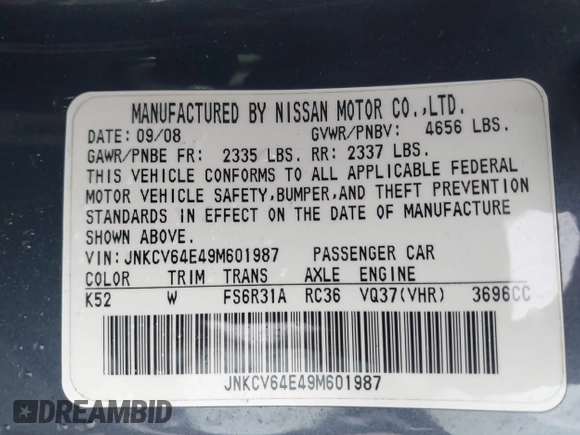 MANUFACTURED BY NISSAN MOTOR CO.,LTD.
DATE: 09/08 GVWR/PNBV: 4656 LBS.
GAWR/PNBE FR: 2335 LBS. RR: 2337 LBS.
THIS VEHICLE CONFORMS TO ALL APPLICABLE FEDERAL
MOTOR VEHICLE SAFETY,BUMPER,AND THEFT PREVENTION
STANDARDS IN EFFECT ON THE DATE OF MANUFACTURE
SHOWN ABOVE.
VIN:JNKCV64E49M601987 PASSENGER CAR
COLOR TRIM TRANS AXLE ENGINE
K52 W FS6R31A RC36 VQ37(VHR) 3696CC
JNKCV64E49M601987
DREAMBID